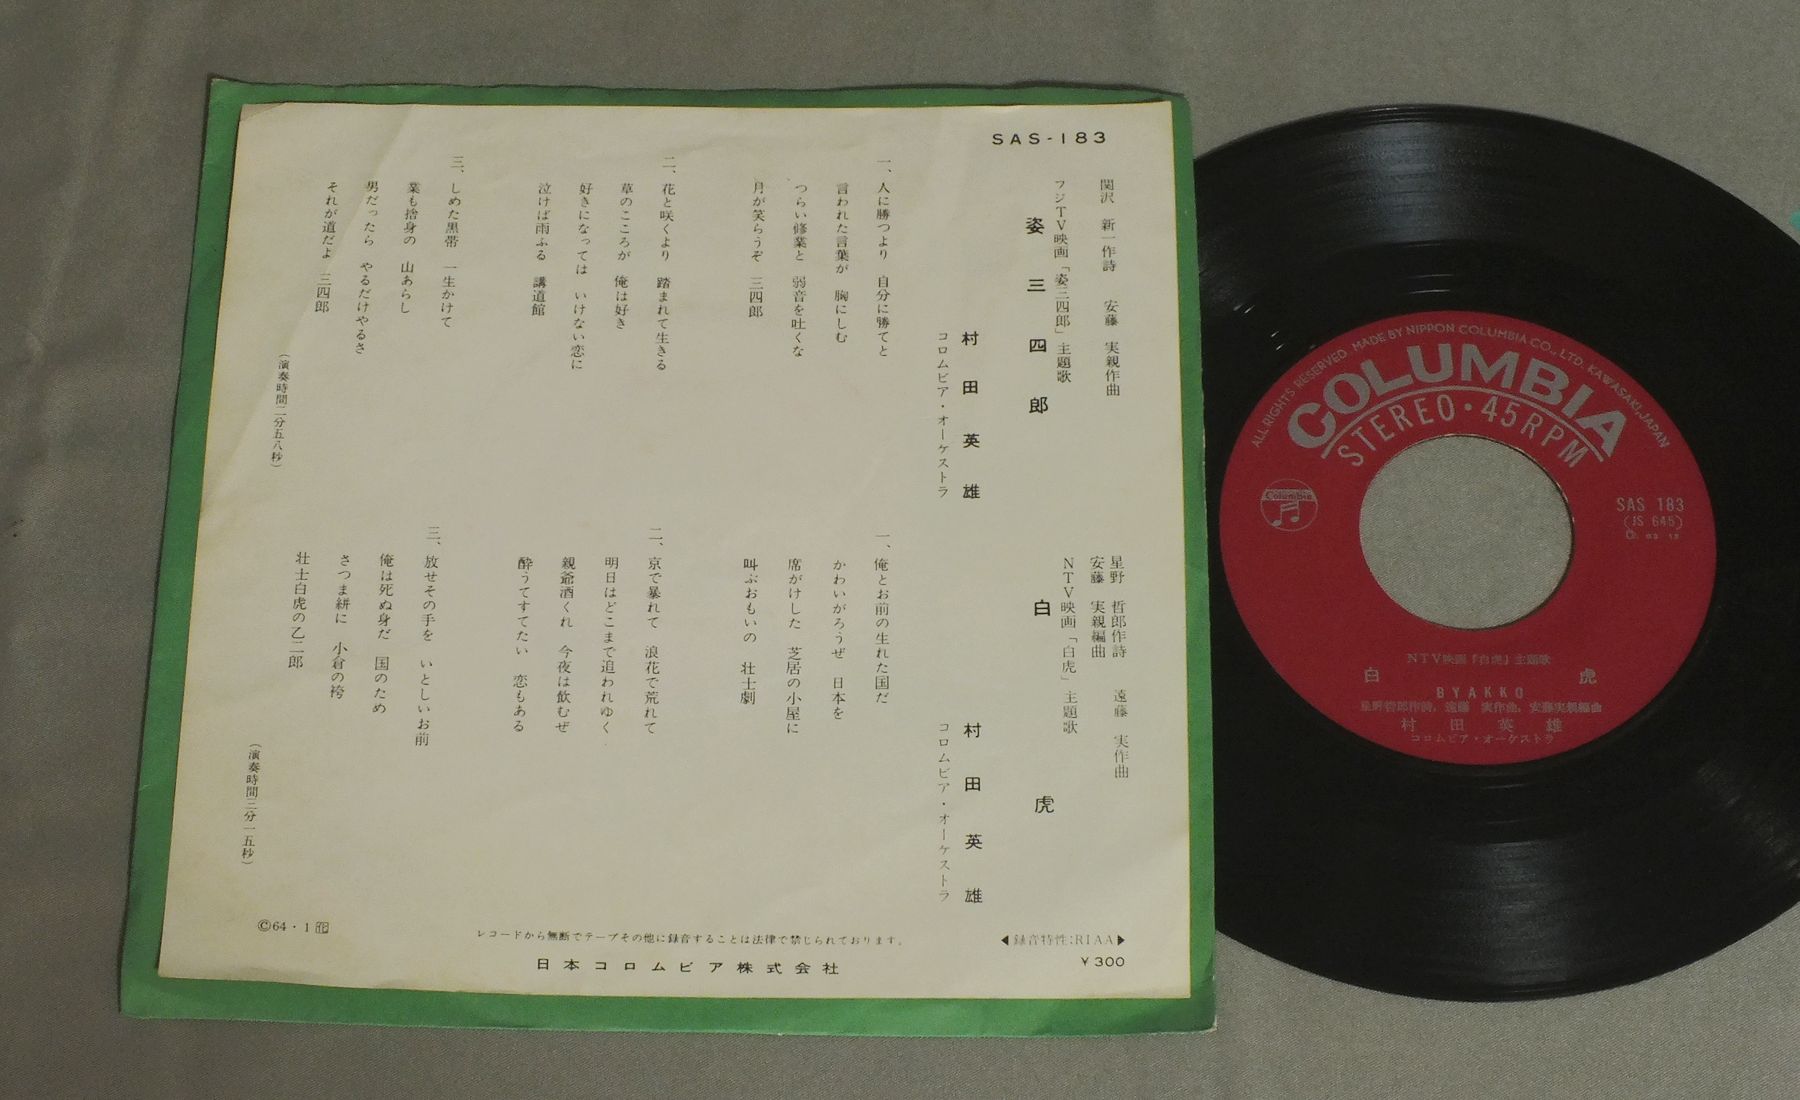 SAS-183
関沢 新一作詩 安藤 実親作曲
フジTV映画「姿三四郎」主題歌
姿三四郎
村田英雄
コロムビア・オーケストラ
一、人に勝つより 自分に勝てと
言われた言葉が 胸にしむ
つらい修業と 弱音を吐くな
月が笑らうぞ 三四郎
二、花と咲くより 踏まれて生きる
草のこころが 俺は好き
好きになっては いけない恋に
泣けば雨ふる 講道館
三、しめた黒帯 一生かけて
業も捨身の 山あらし
男だったら やるだけやるさ
それが道だよ 三四郎
(演奏時間二分五八秒)
星野 哲郎作詩 遠藤 実作曲
安藤 実親編曲
NTV映画「白虎」主題歌
白虎
村田英雄
コロムビア・オーケストラ
一、俺とお前の生れた国だ
かわいがろうぜ 日本を
席がけした 芝居の小屋に
叫ぶおもいの 壮士劇
二、京で暴れて 浪花で荒れて
明日はどこまで追われゆく
親爺酒くれ 今夜は飲むぜ
酔うてすてたい 恋もある
三、放せその手を いとしいお前
俺は死ぬ身だ 国のため
さつま絣に 小倉の袴
壮士白虎の乙二郎
(演奏時間三分一五秒)
©64・1
レコードから無断でテープその他に録音することは法律で禁じられております。
日本コロムビア株式会社
◀録音特性:RIAA▶
¥300
ALL RIGHTS RESERVED. MADE BY NIPPON COLUMBIA CO., LTD. KAWASAKI, JAPAN
COLUMBIA
STEREO・45RPM
Columbia
SAS 183
(JS 645)
NTV映画「白虎」主題歌
白虎
BYAKKO
星野哲郎作詩, 遠藤 実作曲, 安藤実親編曲
村田英雄
コロムビア・オーケストラ